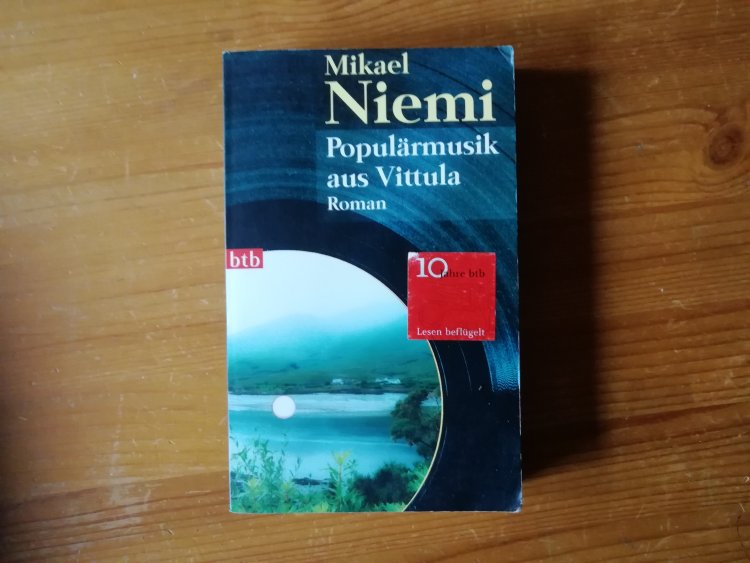 Mikael
Niemi
Populärmusik
aus Vittula
Roman
btb
10 Jahre btb
Lesen beflügelt